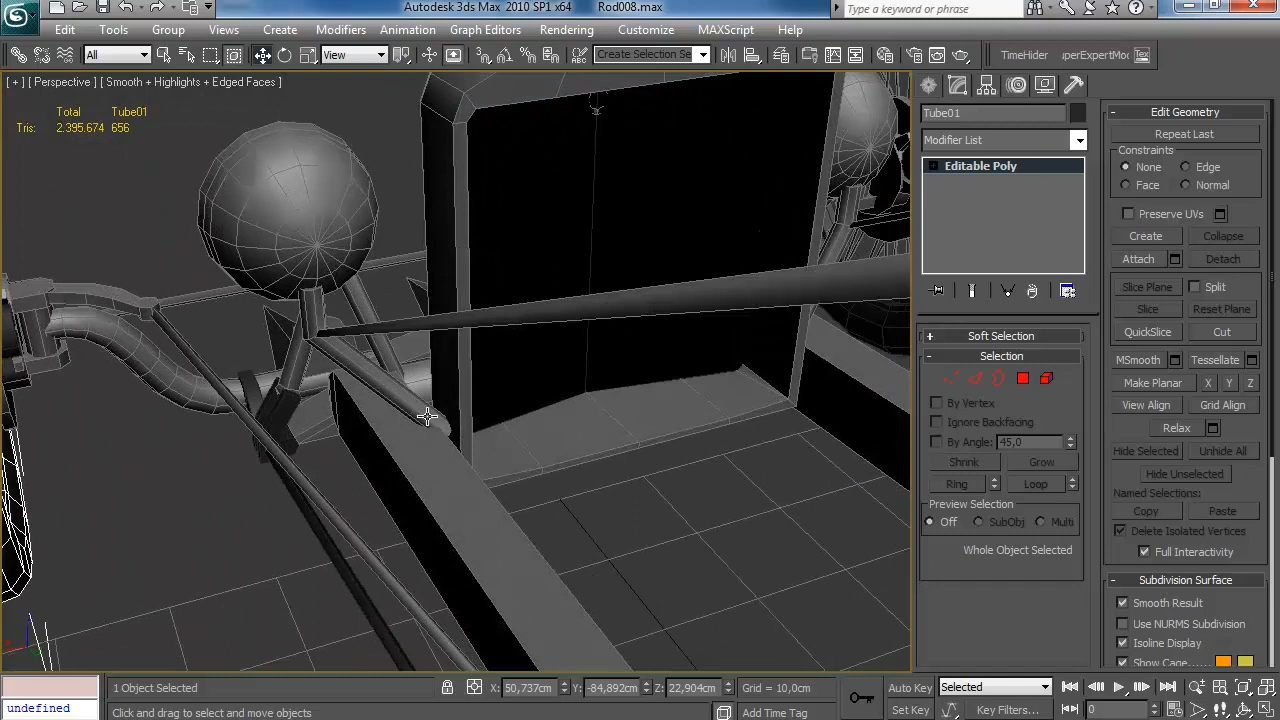 Autodesk 3ds Max 2010 SP1 x64 Rod008.max
Type a keyword or phrase
Edit Tools Group Views Create Modifiers Animation Graph Editors Rendering Customize MAXScript Help
All View Create Selection Se TimeHider perExpertMod Tex
[ + ] [ Perspective ] [ Smooth + Highlights + Edged Faces ]
Total Tube01
Tris: 2.395.674 656
Tube01
Modifier List
Editable Poly
+ Soft Selection
- Selection
By Vertex
Ignore Backfacing
By Angle: 45,0
Shrink Grow
Ring Loop
Preview Selection
Off SubObj Multi
Whole Object Selected
- Edit Geometry
Repeat Last
Constraints
None Edge
Face Normal
Preserve UVs
Create Collapse
Attach Detach
Slice Plane Split
Slice Reset Plane
QuickSlice Cut
MSmooth Tessellate
Make Planar X Y Z
View Align Grid Align
Relax
Hide Selected Unhide All
Hide Unselected
Named Selections:
Copy Paste
Delete Isolated Vertices
Full Interactivity
- Subdivision Surface
Smooth Result
Use NURMS Subdivision
Isoline Display
Show Cage
undefined
1 Object Selected X: 50,737cm Y: -84,892cm Z: 22,904cm Grid = 10,0cm Auto Key Selected
Click and drag to select and move objects Add Time Tag Set Key Key Filters... 0